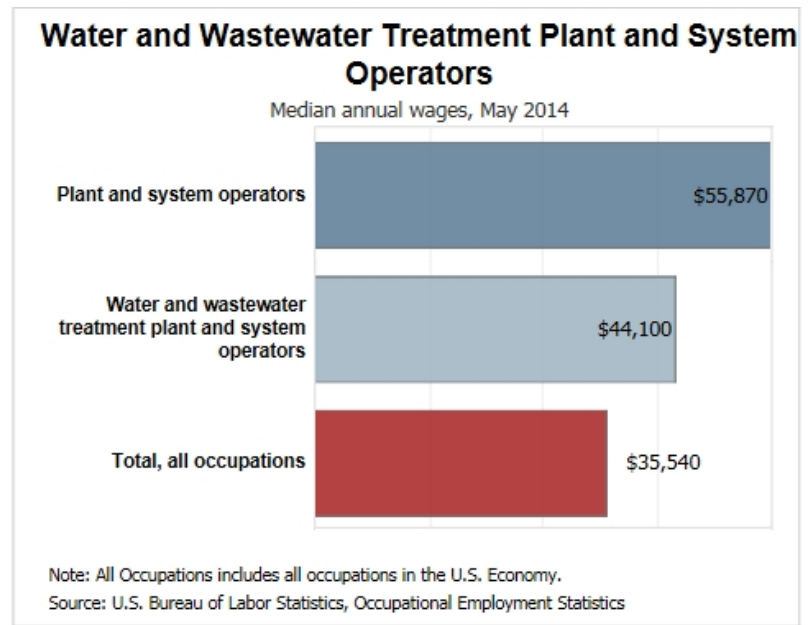 Water and Wastewater Treatment Plant and System
Operators
Median annual wages, May 2014
Plant and system operators
$55,870
Water and wastewater
treatment plant and system
operators
$44,100
Total, all occupations
$35,540
Note: All Occupations includes all occupations in the U.S. Economy.
Source: U.S. Bureau of Labor Statistics, Occupational Employment Statistics